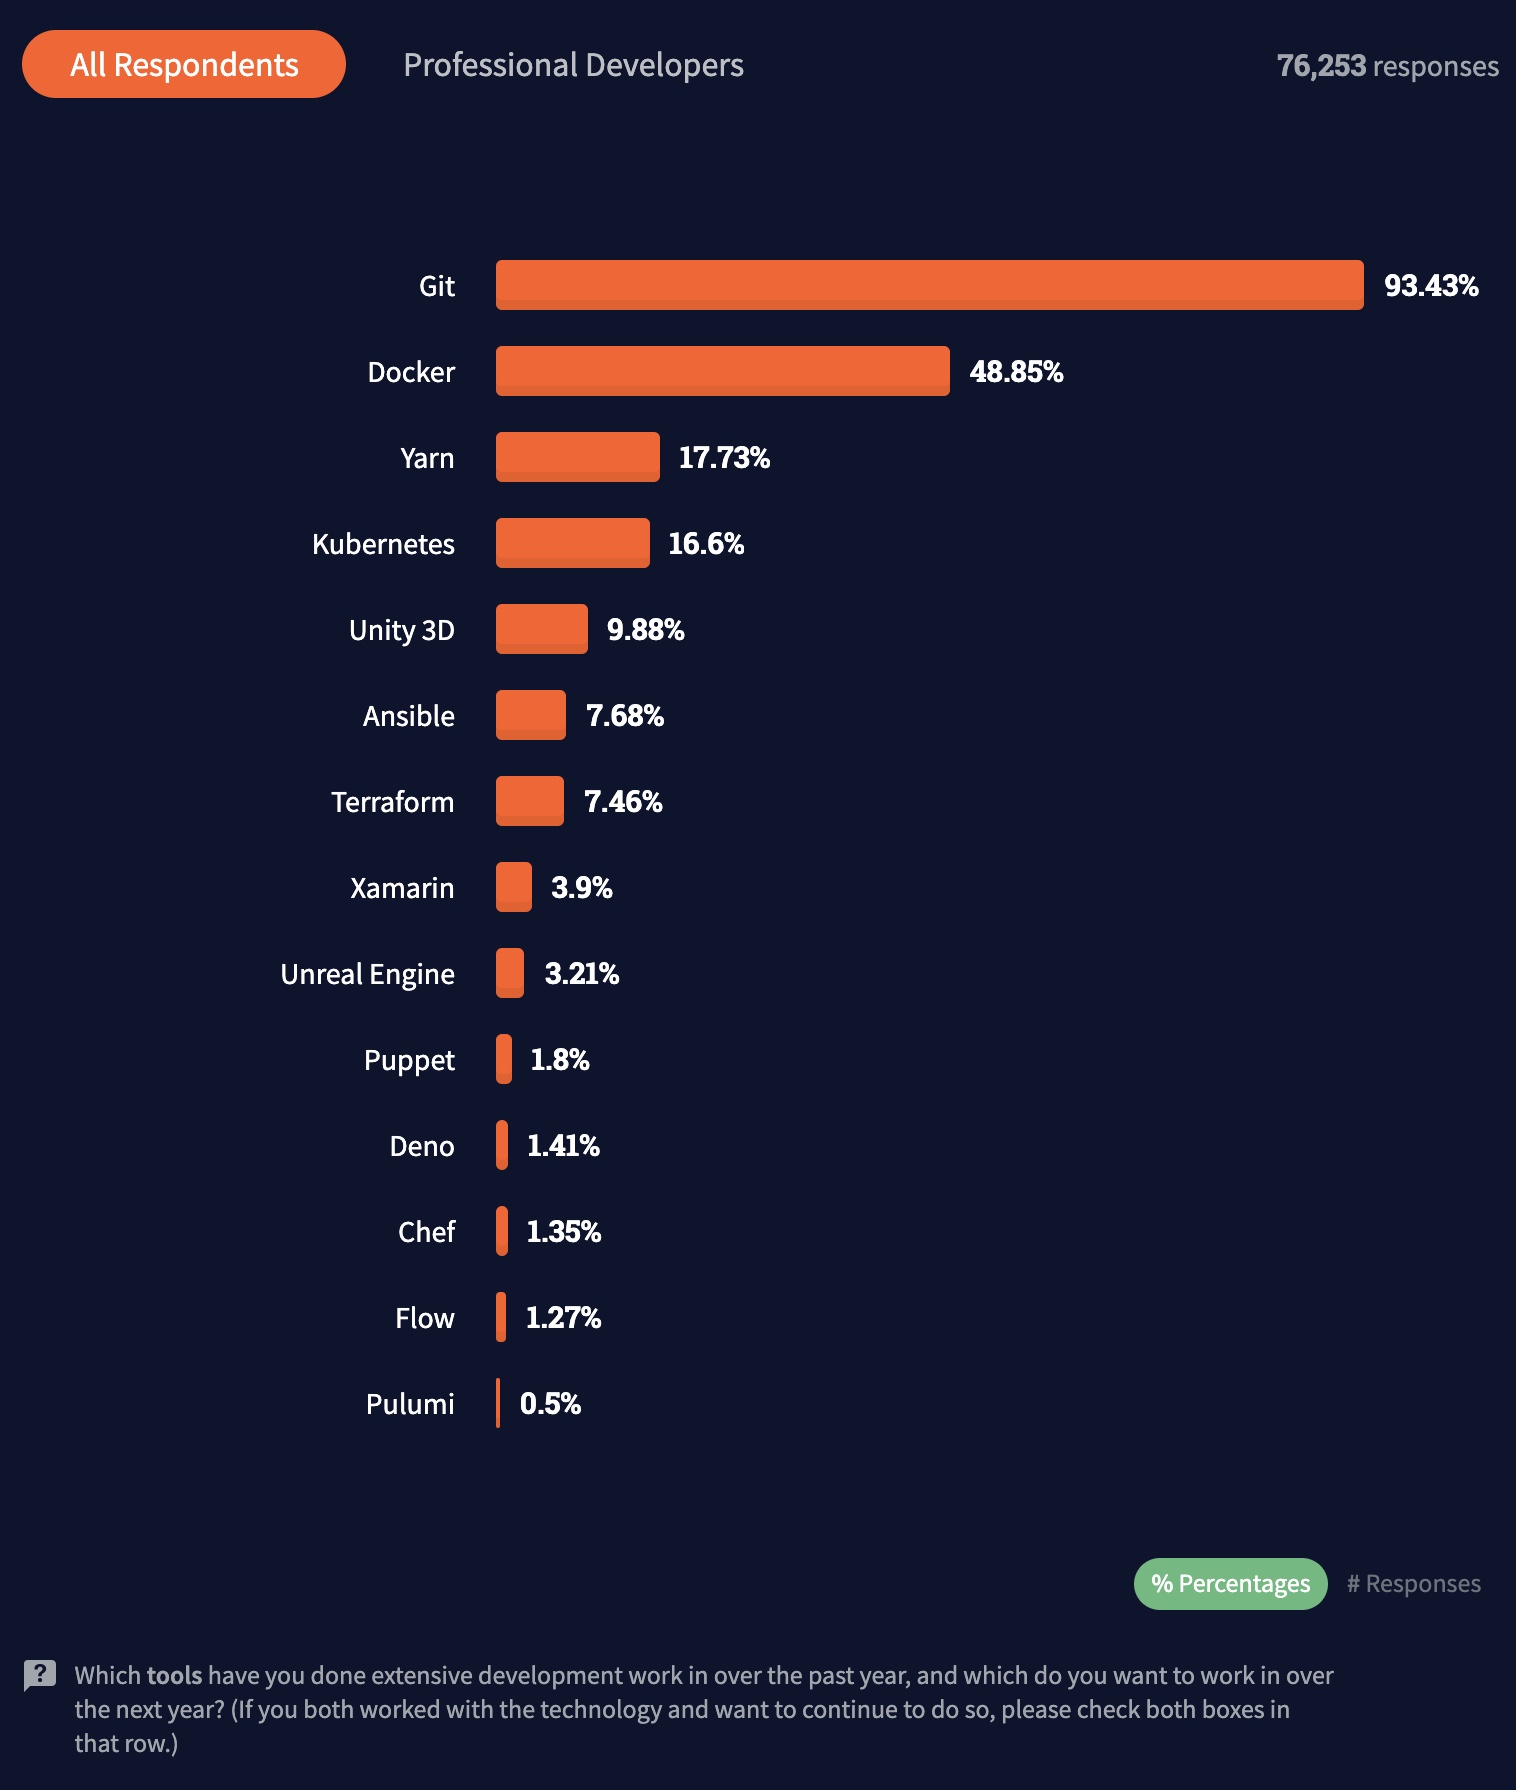 All Respondents Professional Developers 76,253 responses
Git 93.43%
Docker 48.85%
Yarn 17.73%
Kubernetes 16.6%
Unity 3D 9.88%
Ansible 7.68%
Terraform 7.46%
Xamarin 3.9%
Unreal Engine 3.21%
Puppet 1.8%
Deno 1.41%
Chef 1.35%
Flow 1.27%
Pulumi 0.5%
% Percentages # Responses
? Which tools have you done extensive development work in over the past year, and which do you want to work in over
the next year? (If you both worked with the technology and want to continue to do so, please check both boxes in
that row.)